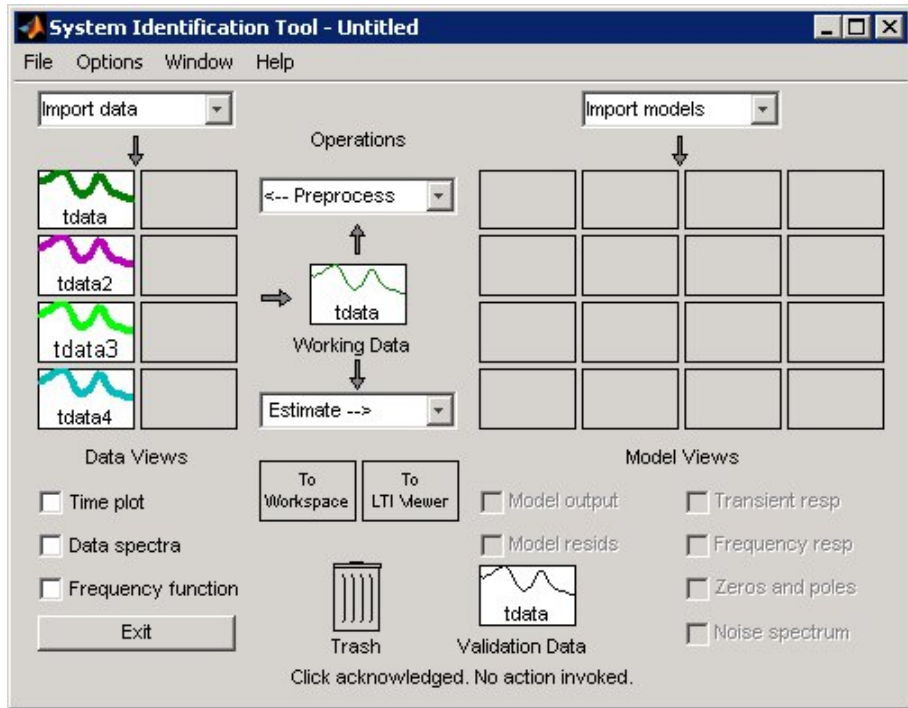 System Identification Tool - Untitled
File Options Window Help
Import data
Import models
Operations
<-- Preprocess
tdata
tdata2
tdata3
tdata4
tdata
Working Data
Estimate -->
Data Views
Model Views
To Workspace
To LTI Viewer
Time plot
Data spectra
Frequency function
Exit
Trash
Model output
Transient resp
Model resids
Frequency resp
Zeros and poles
Noise spectrum
tdata
Validation Data
Click acknowledged. No action invoked.